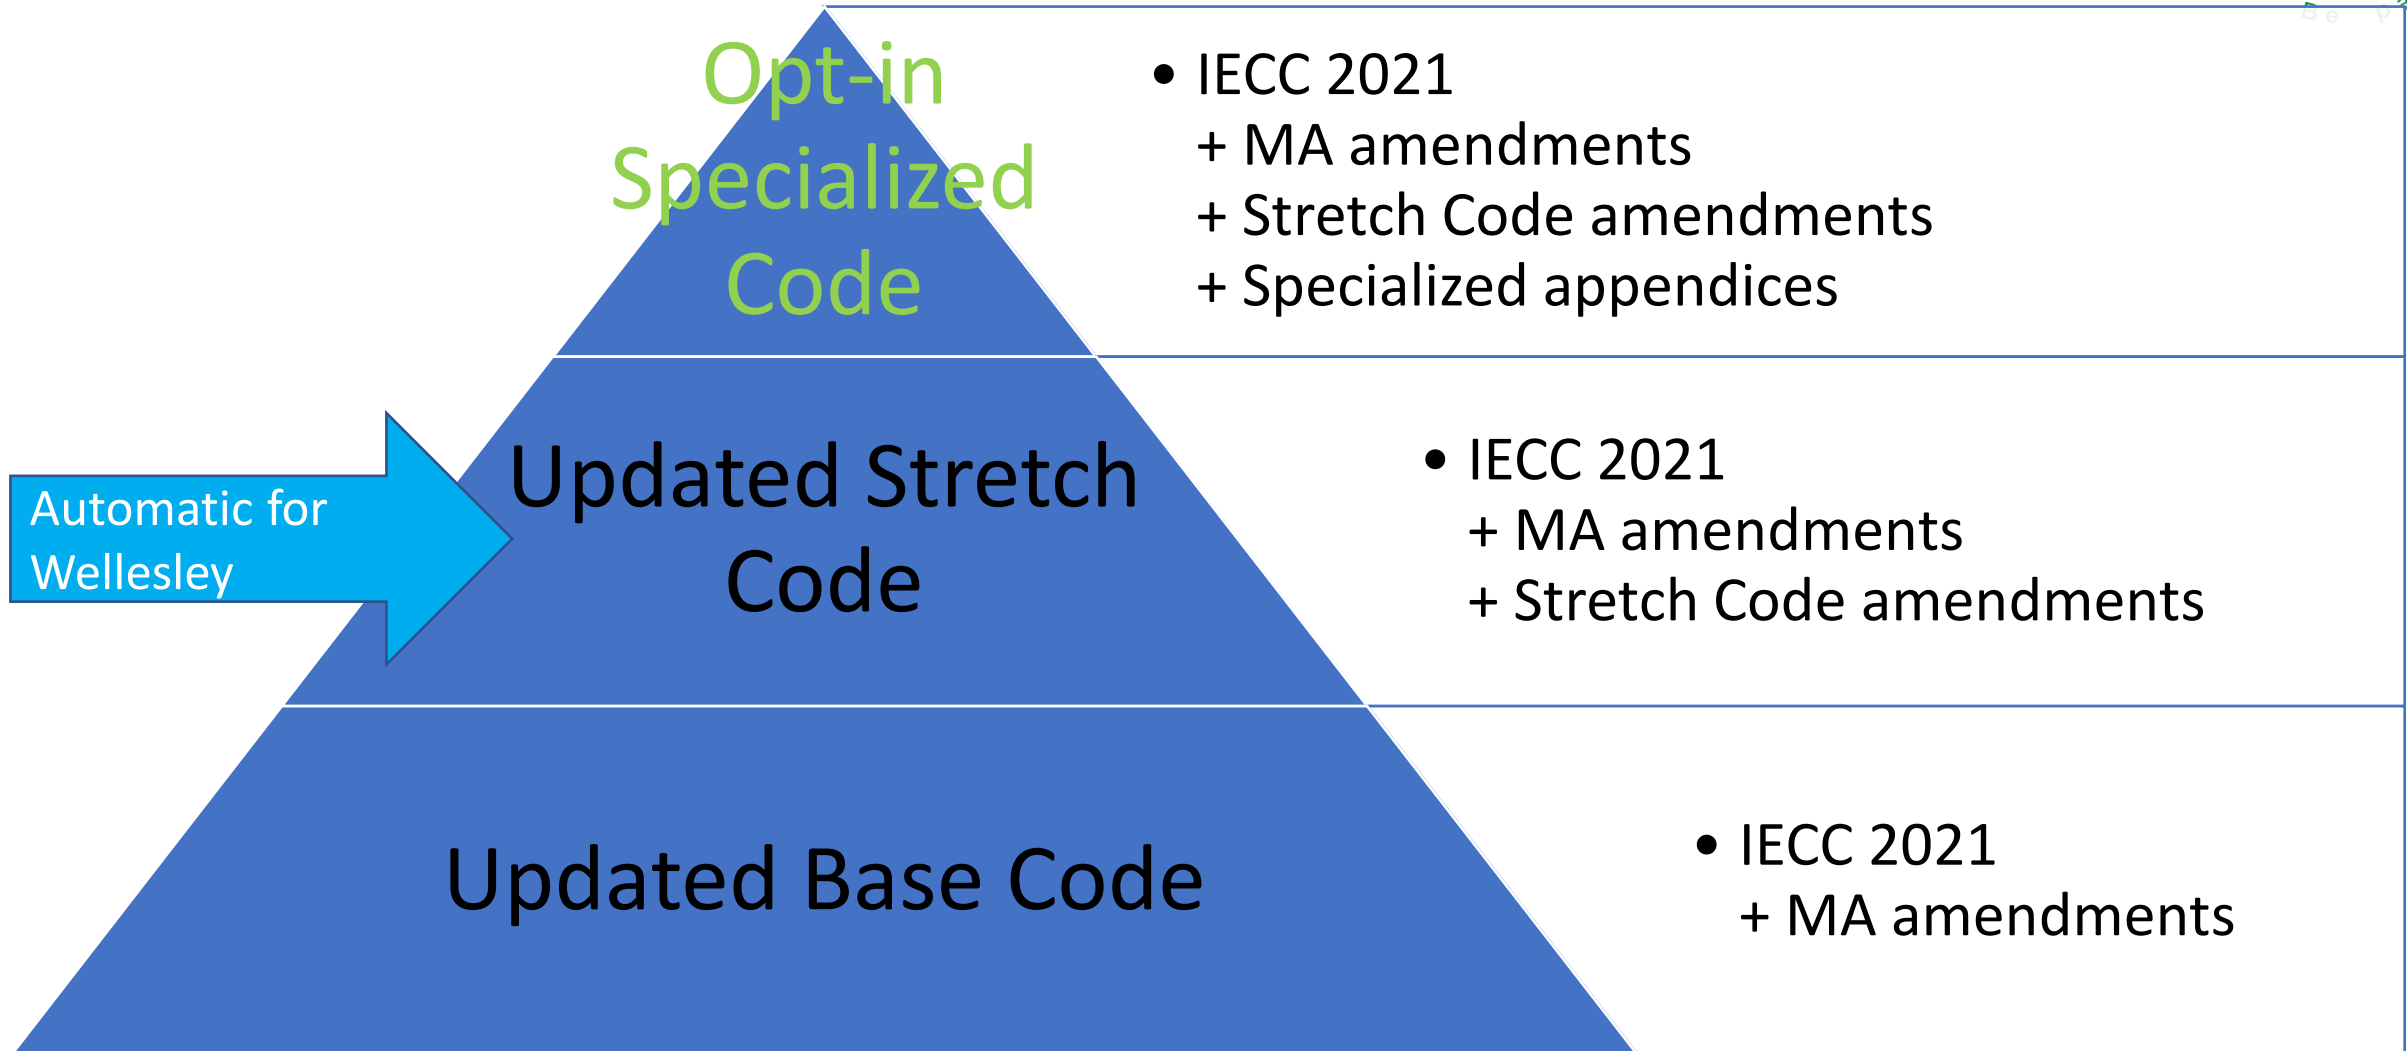 Opt-in
Specialized
Code
• IECC 2021
+ MA amendments
+ Stretch Code amendments
+ Specialized appendices
Automatic for
Wellesley
Updated Stretch
Code
• IECC 2021
+ MA amendments
+ Stretch Code amendments
Updated Base Code
• IECC 2021
+ MA amendments